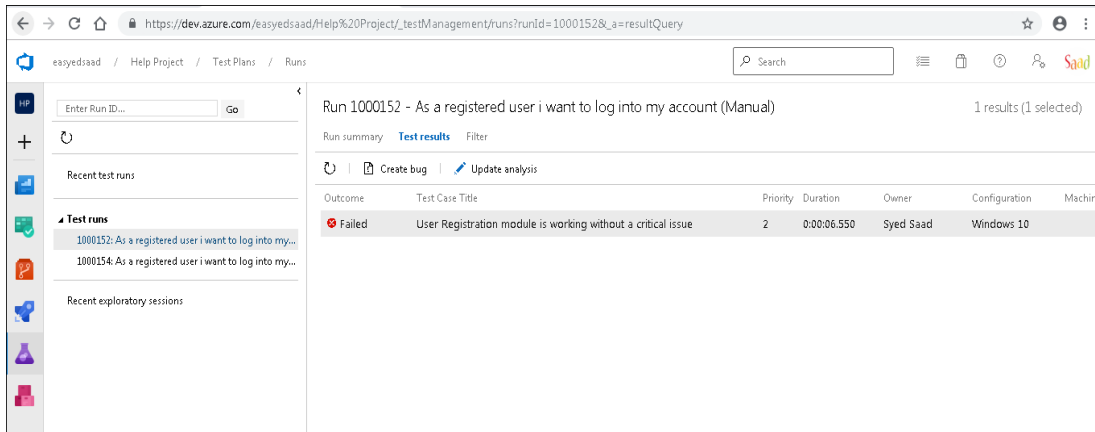 https://dev.azure.com/easyedsaad/Help%20Project/_testManagement/runs?runId=1000152&_a=resultQuery
easyedsaad / Help Project / Test Plans / Runs
Search
Saad
HP
Enter Run ID...
Go
Recent test runs
Test runs
1000152: As a registered user i want to log into my...
1000154: As a registered user i want to log into my...
Recent exploratory sessions
Run 1000152 - As a registered user i want to log into my account (Manual)
1 results (1 selected)
Run summary Test results Filter
Create bug Update analysis
Outcome Test Case Title Priority Duration Owner Configuration Machin
Failed User Registration module is working without a critical issue 2 0:00:06.550 Syed Saad Windows 10